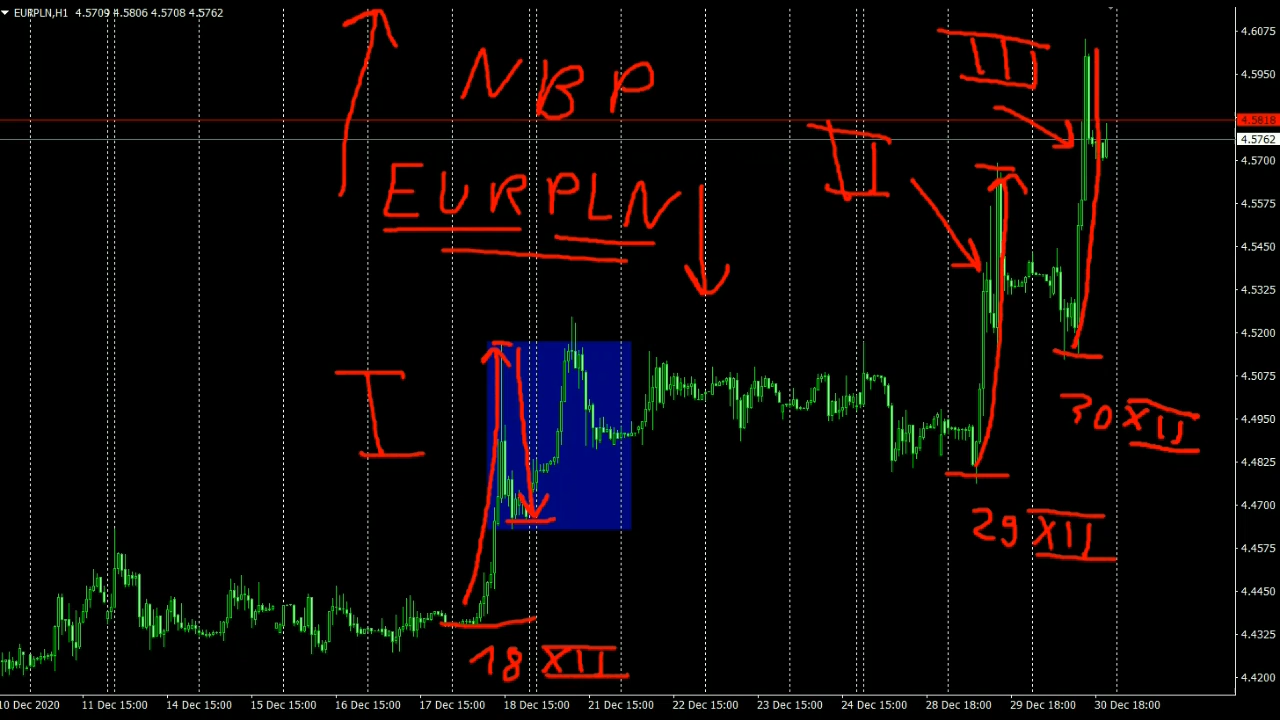 EURPLN,H1 4.5709 4.5806 4.5708 4.5762
NBP
EURPLN
I
II
III
18 XII
29 XII
30 XII
4.6075
4.5950
4.5818
4.5762
4.5700
4.5575
4.5450
4.5325
4.5200
4.5075
4.4950
4.4825
4.4700
4.4575
4.4450
4.4325
4.4200
10 Dec 2020 11 Dec 15:00 14 Dec 15:00 15 Dec 15:00 16 Dec 15:00 17 Dec 15:00 18 Dec 15:00 21 Dec 15:00 22 Dec 15:00 23 Dec 15:00 24 Dec 15:00 28 Dec 18:00 29 Dec 18:00 30 Dec 18:00